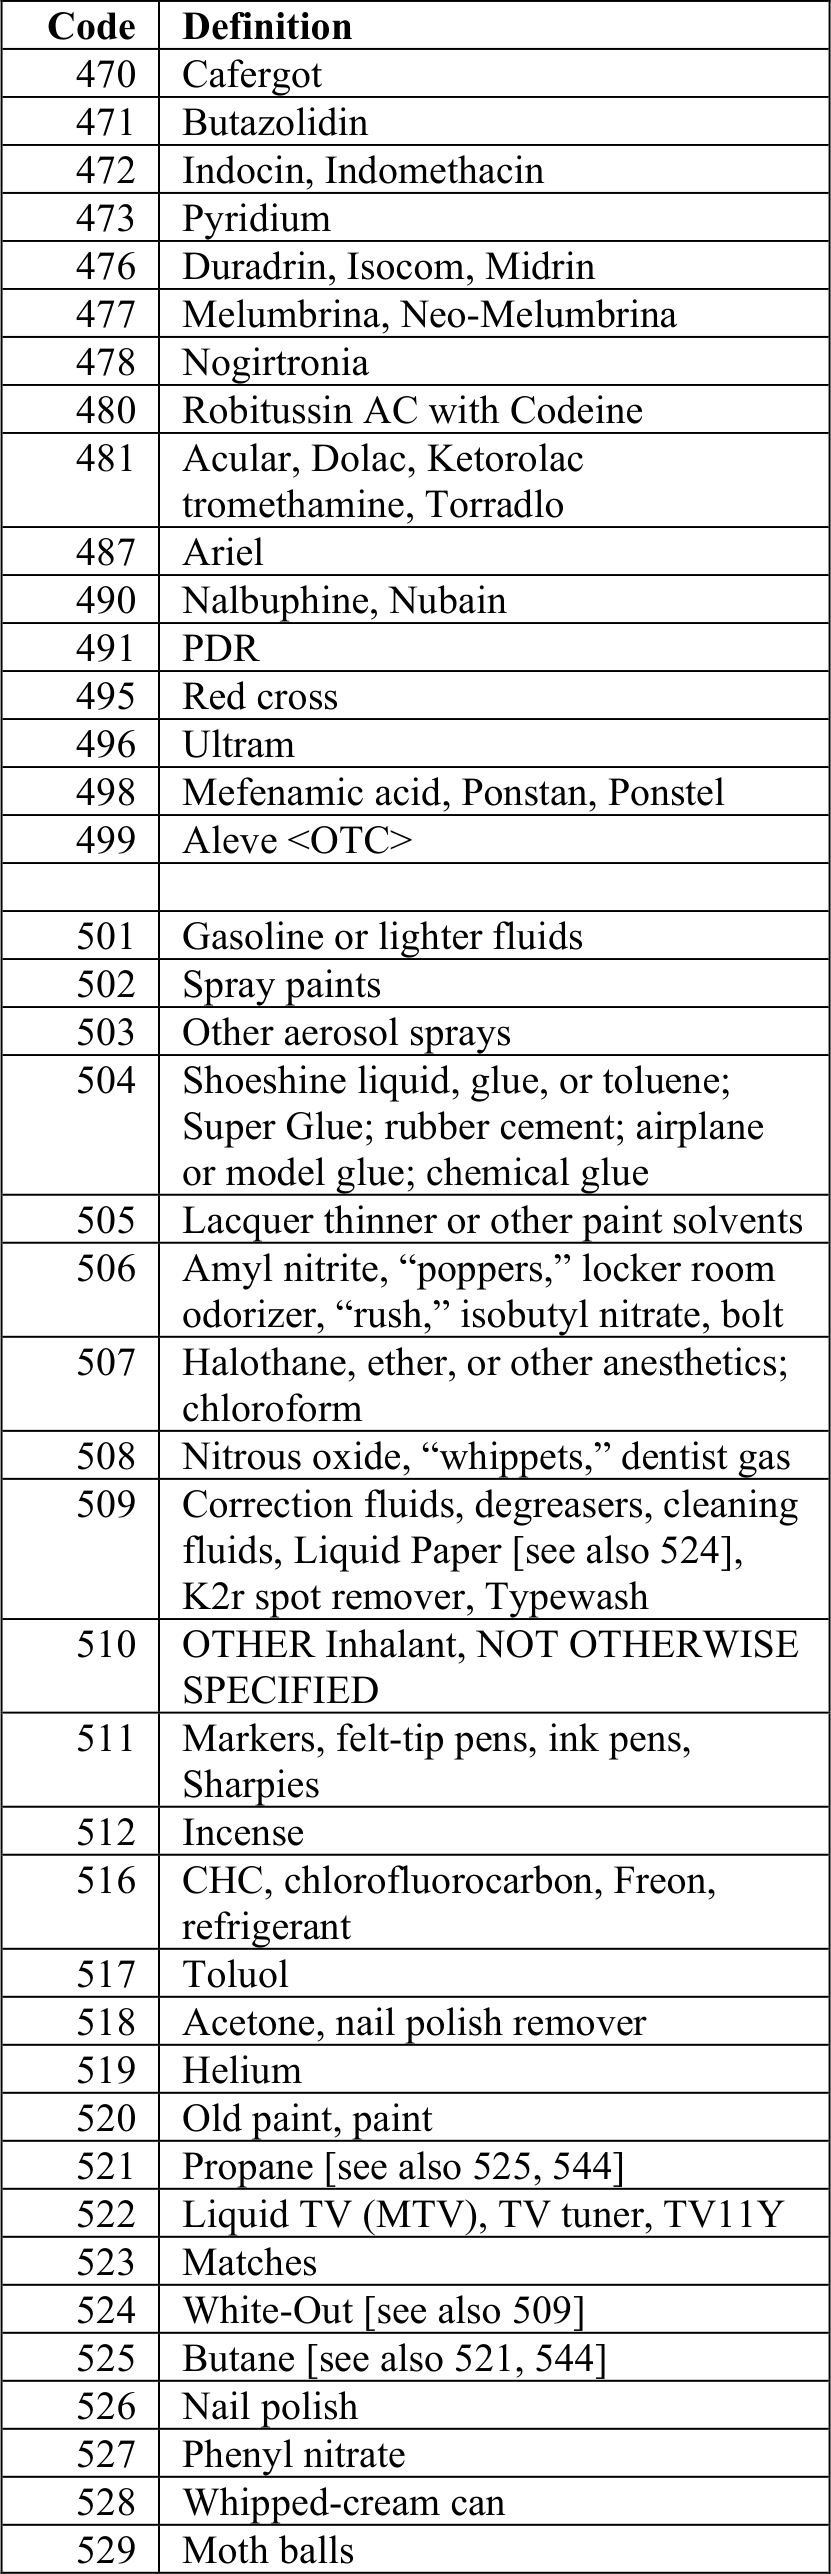 Code Definition
470 Cafergot
471 Butazolidin
472 Indocin, Indomethacin
473 Pyridium
476 Duradrin, Isocom, Midrin
477 Melumbrina, Neo-Melumbrina
478 Nogirtronia
480 Robitussin AC with Codeine
481 Acular, Dolac, Ketorolac
tromethamine, Torradlo
487 Ariel
490 Nalbuphine, Nubain
491 PDR
495 Red cross
496 Ultram
498 Mefenamic acid, Ponstan, Ponstel
499 Aleve <OTC>
501 Gasoline or lighter fluids
502 Spray paints
503 Other aerosol sprays
504 Shoeshine liquid, glue, or toluene;
Super Glue; rubber cement; airplane
or model glue; chemical glue
505 Lacquer thinner or other paint solvents
506 Amyl nitrite, “poppers,” locker room
odorizer, “rush,” isobutyl nitrate, bolt
507 Halothane, ether, or other anesthetics;
chloroform
508 Nitrous oxide, “whippets,” dentist gas
509 Correction fluids, degreasers, cleaning
fluids, Liquid Paper [see also 524],
K2r spot remover, Typewash
510 OTHER Inhalant, NOT OTHERWISE
SPECIFIED
511 Markers, felt-tip pens, ink pens,
Sharpies
512 Incense
516 CHC, chlorofluorocarbon, Freon,
refrigerant
517 Toluol
518 Acetone, nail polish remover
519 Helium
520 Old paint, paint
521 Propane [see also 525, 544]
522 Liquid TV (MTV), TV tuner, TV11Y
523 Matches
524 White-Out [see also 509]
525 Butane [see also 521, 544]
526 Nail polish
527 Phenyl nitrate
528 Whipped-cream can
529 Moth balls